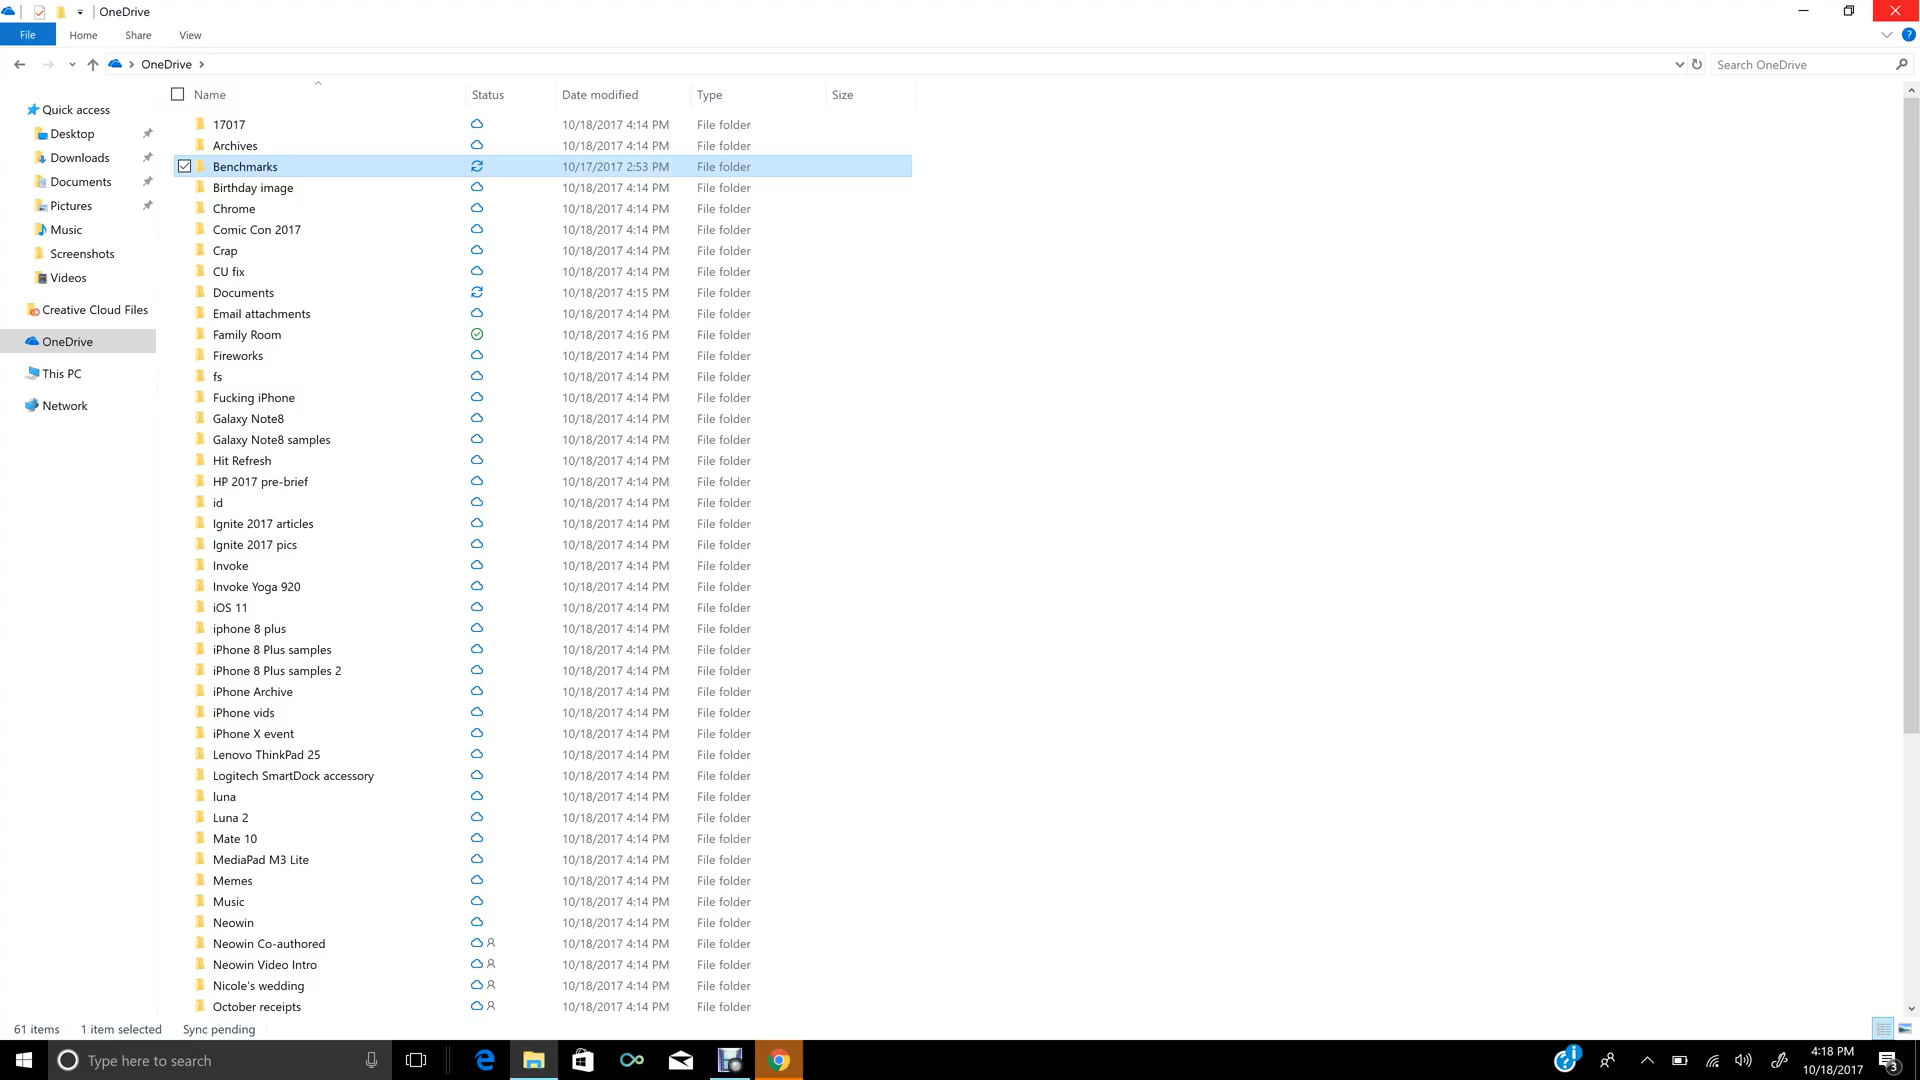 OneDrive
File Home Share View
OneDrive Search OneDrive
Name Status Date modified Type Size
Quick access
Desktop
Downloads
Documents
Pictures
Music
Screenshots
Videos
Creative Cloud Files
OneDrive
This PC
Network
17017 10/18/2017 4:14 PM File folder
Archives 10/18/2017 4:14 PM File folder
Benchmarks 10/17/2017 2:53 PM File folder
Birthday image 10/18/2017 4:14 PM File folder
Chrome 10/18/2017 4:14 PM File folder
Comic Con 2017 10/18/2017 4:14 PM File folder
Crap 10/18/2017 4:14 PM File folder
CU fix 10/18/2017 4:14 PM File folder
Documents 10/18/2017 4:15 PM File folder
Email attachments 10/18/2017 4:14 PM File folder
Family Room 10/18/2017 4:16 PM File folder
Fireworks 10/18/2017 4:14 PM File folder
fs 10/18/2017 4:14 PM File folder
Fucking iPhone 10/18/2017 4:14 PM File folder
Galaxy Note8 10/18/2017 4:14 PM File folder
Galaxy Note8 samples 10/18/2017 4:14 PM File folder
Hit Refresh 10/18/2017 4:14 PM File folder
HP 2017 pre-brief 10/18/2017 4:14 PM File folder
id 10/18/2017 4:14 PM File folder
Ignite 2017 articles 10/18/2017 4:14 PM File folder
Ignite 2017 pics 10/18/2017 4:14 PM File folder
Invoke 10/18/2017 4:14 PM File folder
Invoke Yoga 920 10/18/2017 4:14 PM File folder
iOS 11 10/18/2017 4:14 PM File folder
iphone 8 plus 10/18/2017 4:14 PM File folder
iPhone 8 Plus samples 10/18/2017 4:14 PM File folder
iPhone 8 Plus samples 2 10/18/2017 4:14 PM File folder
iPhone Archive 10/18/2017 4:14 PM File folder
iPhone vids 10/18/2017 4:14 PM File folder
iPhone X event 10/18/2017 4:14 PM File folder
Lenovo ThinkPad 25 10/18/2017 4:14 PM File folder
Logitech SmartDock accessory 10/18/2017 4:14 PM File folder
luna 10/18/2017 4:14 PM File folder
Luna 2 10/18/2017 4:14 PM File folder
Mate 10 10/18/2017 4:14 PM File folder
MediaPad M3 Lite 10/18/2017 4:14 PM File folder
Memes 10/18/2017 4:14 PM File folder
Music 10/18/2017 4:14 PM File folder
Neowin 10/18/2017 4:14 PM File folder
Neowin Co-authored 10/18/2017 4:14 PM File folder
Neowin Video Intro 10/18/2017 4:14 PM File folder
Nicole's wedding 10/18/2017 4:14 PM File folder
October receipts 10/18/2017 4:14 PM File folder
61 items 1 item selected Sync pending
Type here to search
4:18 PM
10/18/2017
3